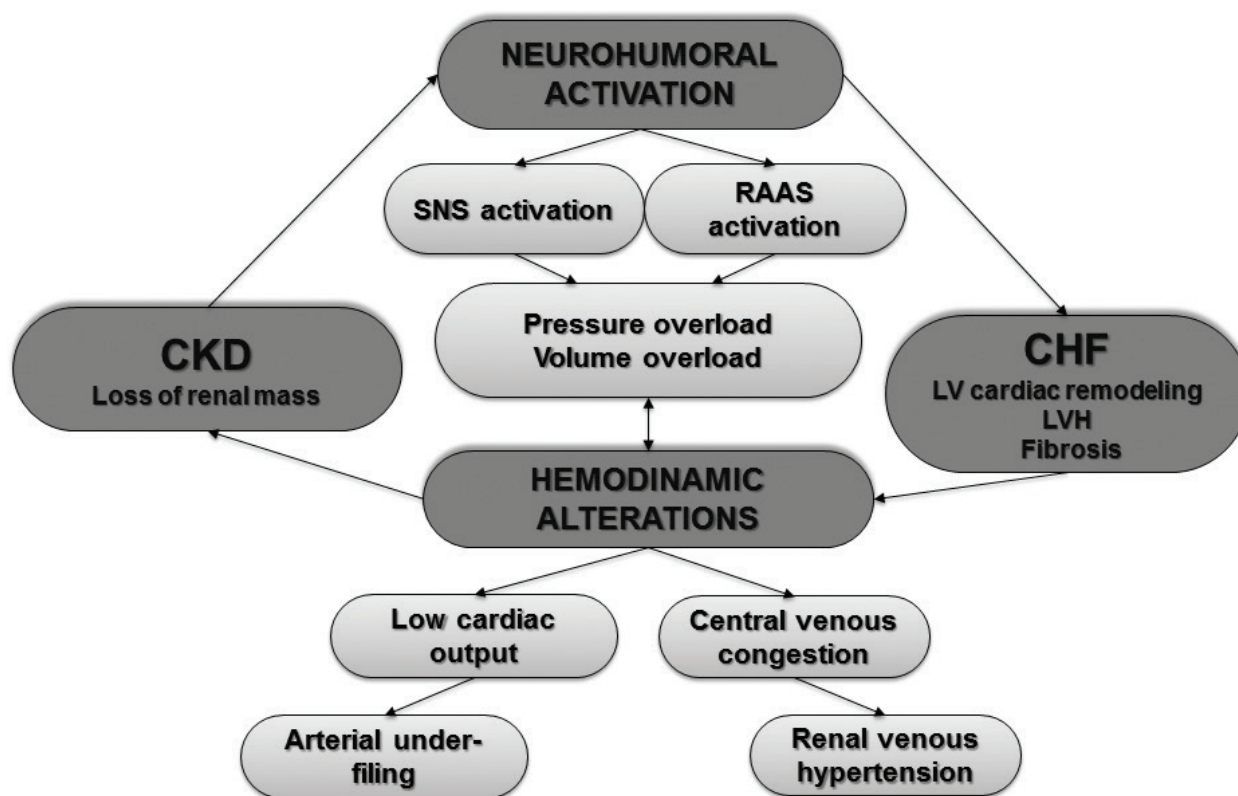 NEUROHUMORAL
ACTIVATION
SNS activation
RAAS
activation
Pressure overload
Volume overload
CKD
Loss of renal mass
CHF
LV cardiac remodeling
LVH
Fibrosis
HEMODINAMIC
ALTERATIONS
Low cardiac
output
Central venous
congestion
Arterial under-
filing
Renal venous
hypertension